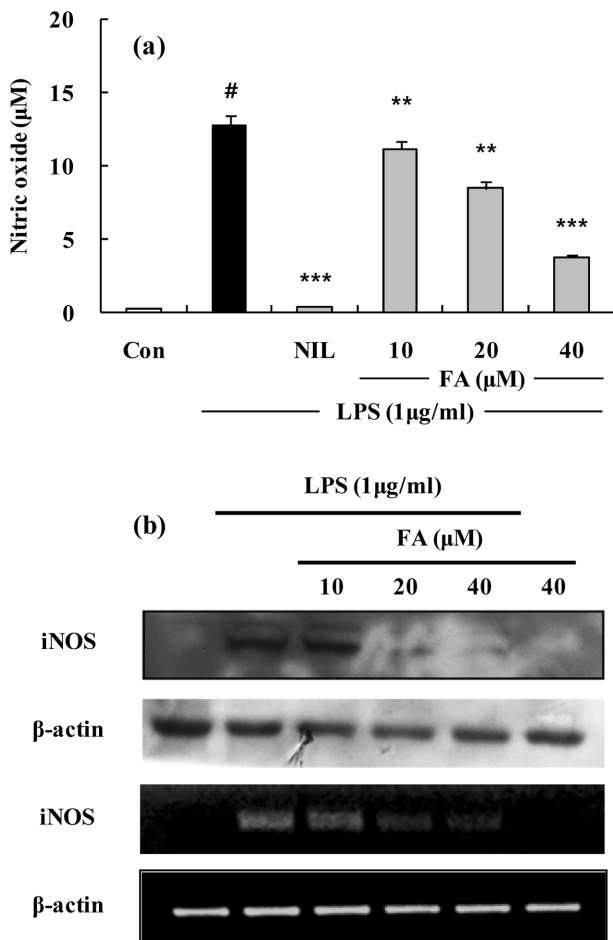 20
(a)
#
15
**
**
Nitric oxide (μM)
10
***
5
***
0
Con NIL 10 20 40
FA (μM)
LPS (1μg/ml)
LPS (1μg/ml)
(b)
FA (μM)
10 20 40 40
iNOS
β-actin
iNOS
β-actin